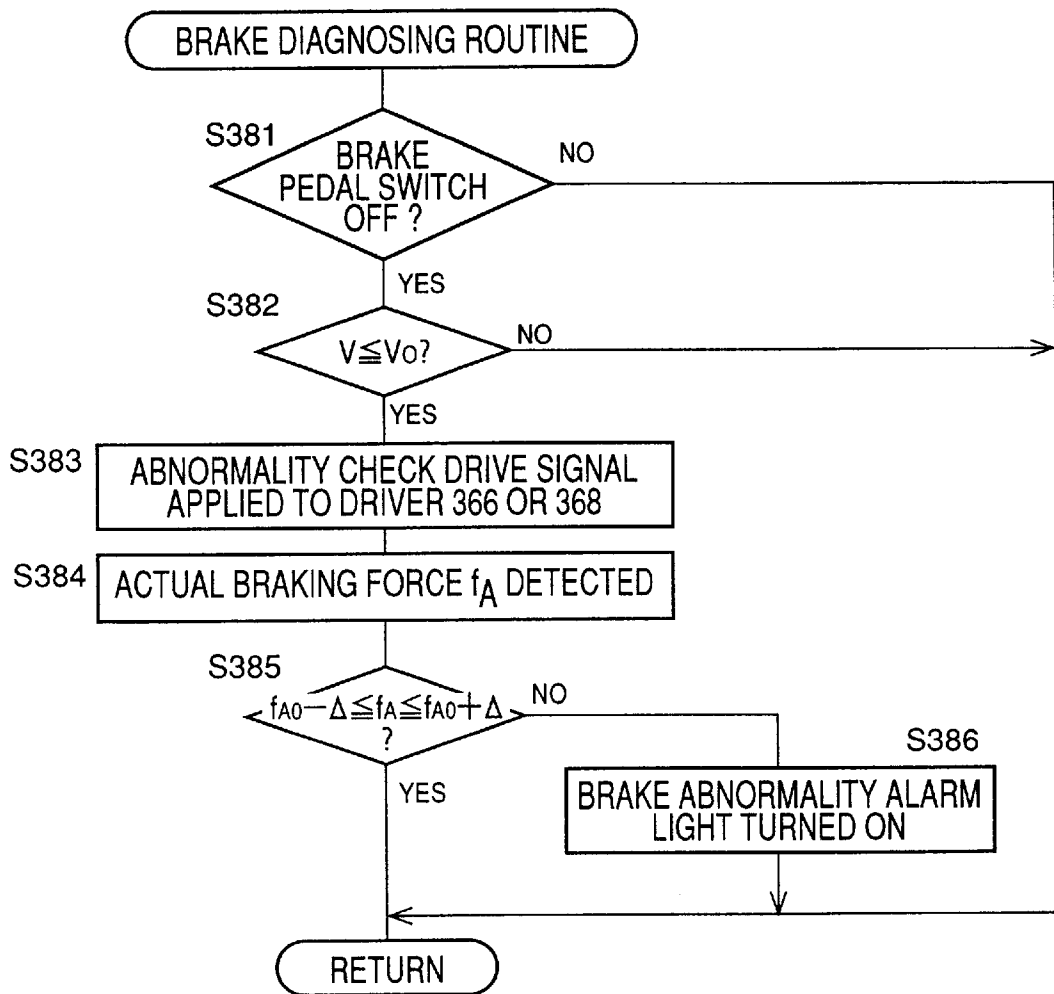 BRAKE DIAGNOSING ROUTINE
S381
BRAKE
PEDAL SWITCH
OFF ?
NO
YES
S382
V≦VO?
NO
YES
S383
ABNORMALITY CHECK DRIVE SIGNAL
APPLIED TO DRIVER 366 OR 368
S384
ACTUAL BRAKING FORCE fA DETECTED
S385
fA0−Δ≦fA≦fA0+Δ
?
NO
YES
S386
BRAKE ABNORMALITY ALARM
LIGHT TURNED ON
RETURN